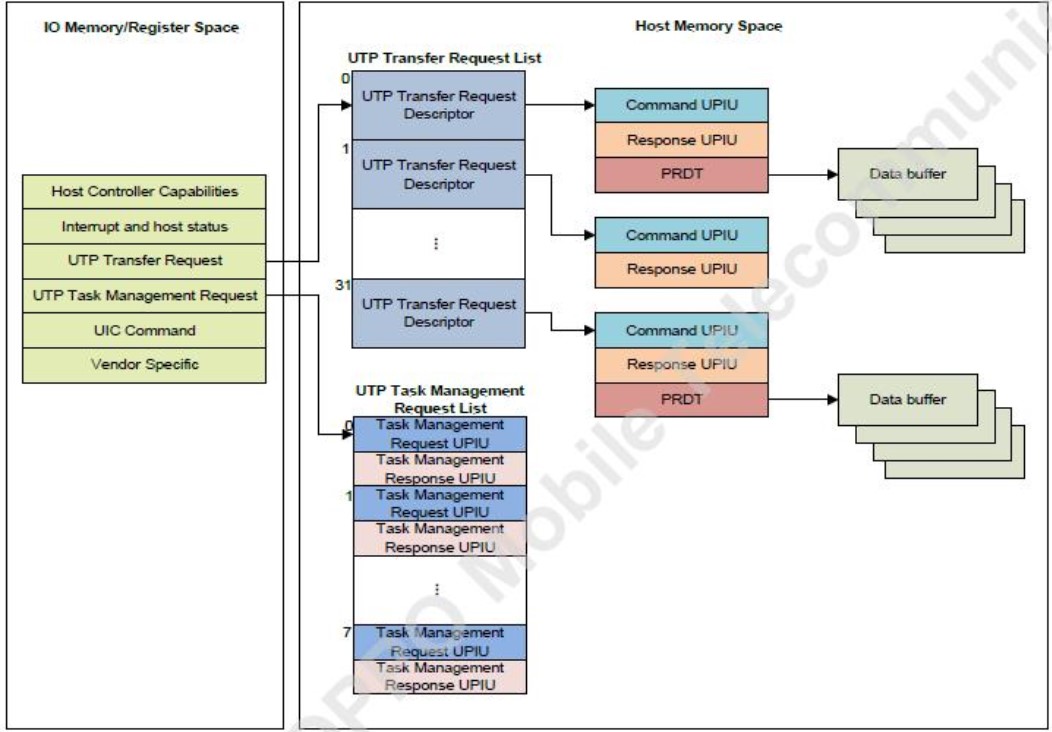 IO Memory/Register Space
Host Controller Capabilities
Interrupt and host status
UTP Transfer Request
UTP Task Management Request
UIC Command
Vendor Specific
Host Memory Space
UTP Transfer Request List
0
UTP Transfer Request
Descriptor
1
UTP Transfer Request
Descriptor
⋮
31
UTP Transfer Request
Descriptor
Command UPIU
Response UPIU
PRDT
Data buffer
Command UPIU
Response UPIU
Command UPIU
Response UPIU
PRDT
Data buffer
UTP Task Management
Request List
0
Task Management
Request UPIU
Task Management
Response UPIU
1
Task Management
Request UPIU
Task Management
Response UPIU
⋮
7
Task Management
Request UPIU
Task Management
Response UPIU
Mobile